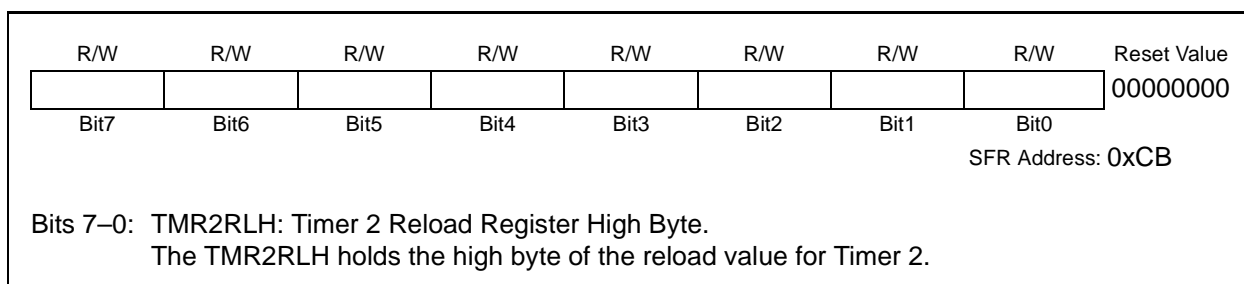 R/W R/W R/W R/W R/W R/W R/W R/W Reset Value
00000000
Bit7 Bit6 Bit5 Bit4 Bit3 Bit2 Bit1 Bit0
SFR Address: 0xCB
Bits 7–0: TMR2RLH: Timer 2 Reload Register High Byte.
The TMR2RLH holds the high byte of the reload value for Timer 2.